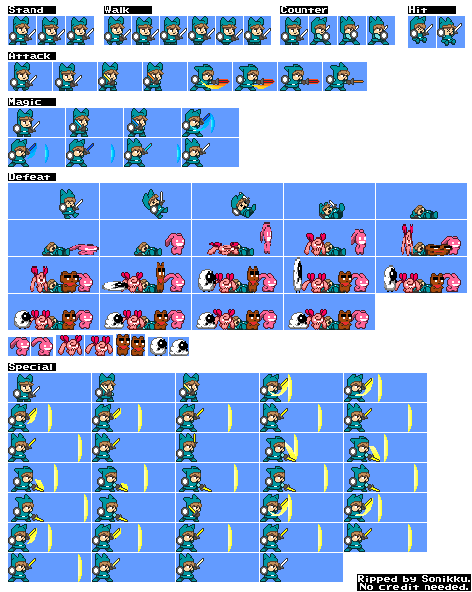 Stand Walk Counter Hit
Attack
Magic
Defeat
Special
Ripped by Sonikku.
No credit needed.